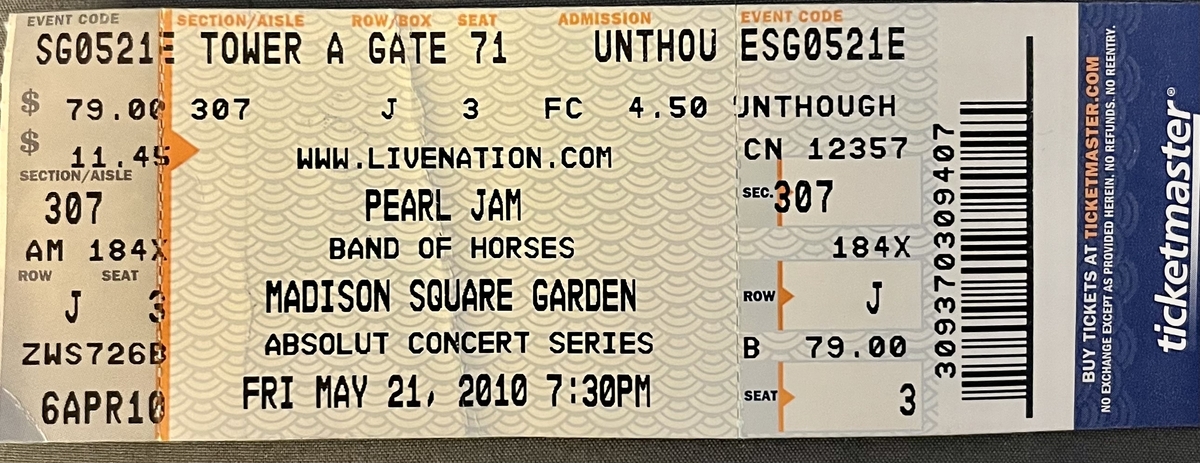 EVENT CODE
SG0521E
$ 79.00
$ 11.45
SECTION/AISLE
307
AM 184X
ROW SEAT
J 3
ZWS726B
6APR10
SECTION/AISLE ROW/BOX SEAT ADMISSION
TOWER A GATE 71 UNTHOU
307 J 3 FC 4.50
WWW.LIVENATION.COM
PEARL JAM
BAND OF HORSES
MADISON SQUARE GARDEN
ABSOLUT CONCERT SERIES
FRI MAY 21, 2010 7:30PM
EVENT CODE
ESG0521E
UNTHOUGH
CN 12357
SEC. 307
184X
ROW J
B 79.00
SEAT 3
309370309407
BUY TICKETS AT TICKETMASTER.COM
NO EXCHANGE EXCEPT AS PROVIDED HEREIN. NO REFUNDS. NO REENTRY.
ticketmaster®